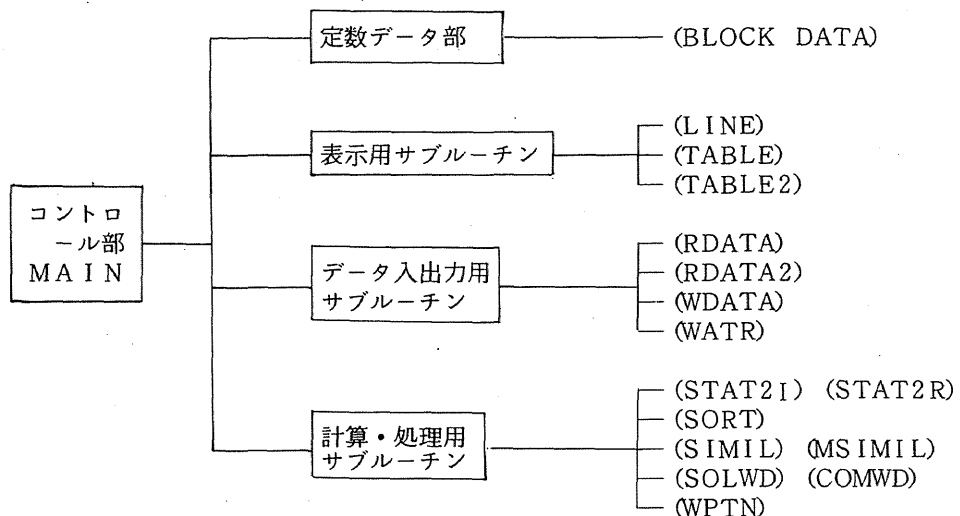 定数データ部
(BLOCK DATA)
表示用サブルーチン
(LINE)
(TABLE)
(TABLE2)
コントロ
ール部
MAIN
データ入出力用
サブルーチン
(RDATA)
(RDATA2)
(WDATA)
(WATR)
計算・処理用
サブルーチン
(STAT2I) (STAT2R)
(SORT)
(SIMIL) (MSIMIL)
(SOLWD) (COMWD)
(WPTN)